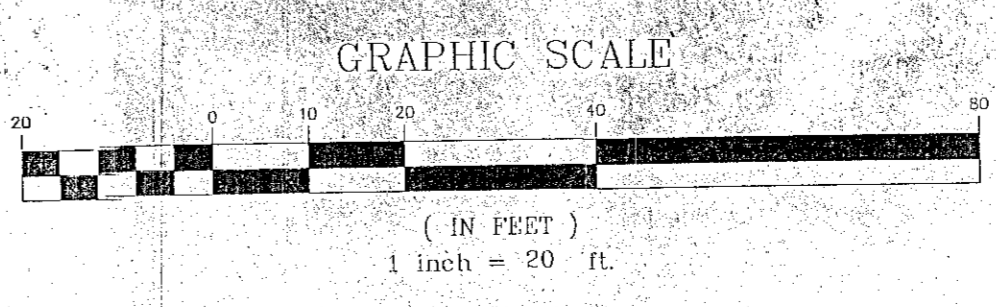 GRAPHIC SCALE
20 0 10 20 40 80
( IN FEET )
1 inch = 20 ft.